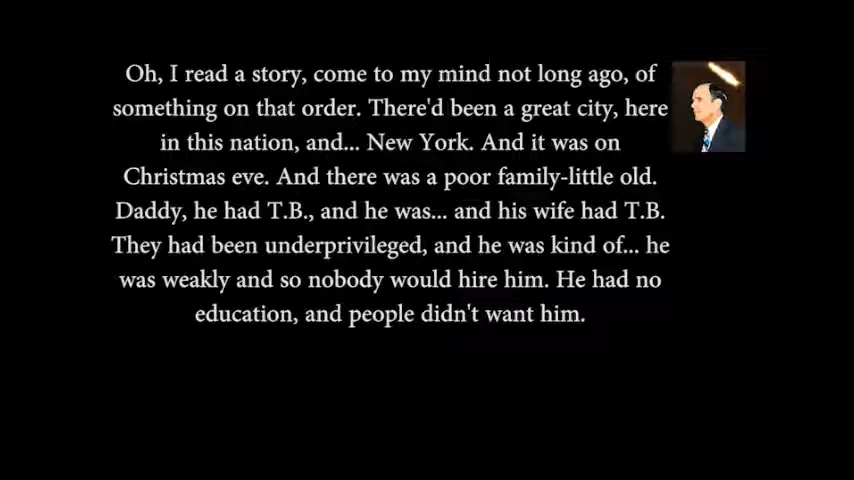 Oh, I read a story, come to my mind not long ago, of
something on that order. There'd been a great city, here
in this nation, and... New York. And it was on
Christmas eve. And there was a poor family-little old.
Daddy, he had T.B., and he was... and his wife had T.B.
They had been underprivileged, and he was kind of... he
was weakly and so nobody would hire him. He had no
education, and people didn't want him.